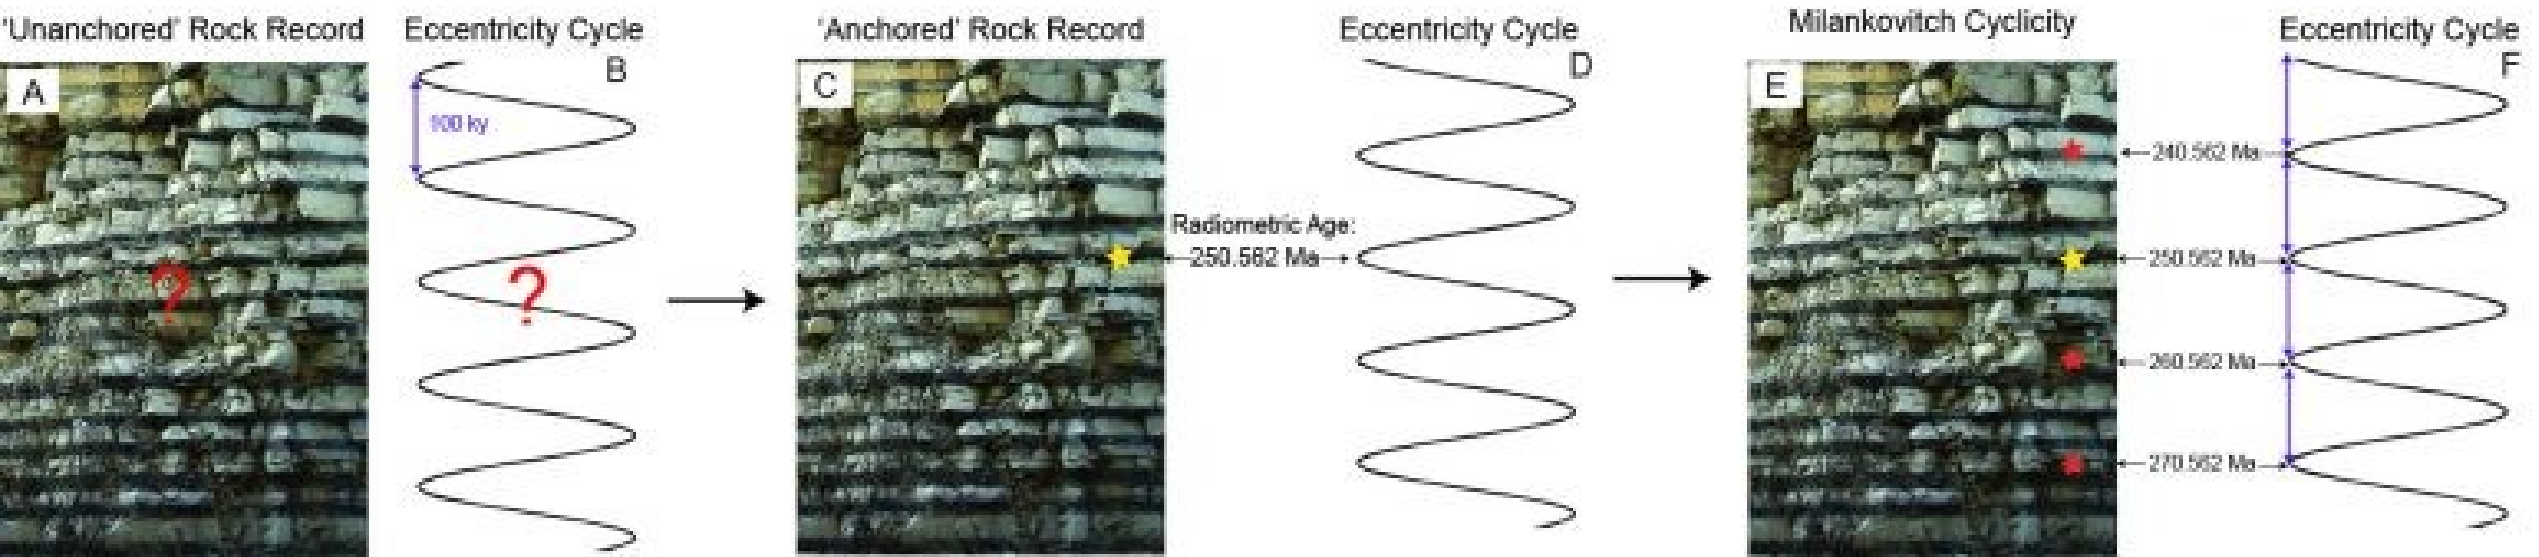 'Unanchored' Rock Record
Eccentricity Cycle
'Anchored' Rock Record
Eccentricity Cycle
Milankovitch Cyclicity
Eccentricity Cycle
A
B
C
D
E
F
100 ky
?
?
Radiometric Age:
250.562 Ma
240.562 Ma
250.562 Ma
260.562 Ma
270.562 Ma